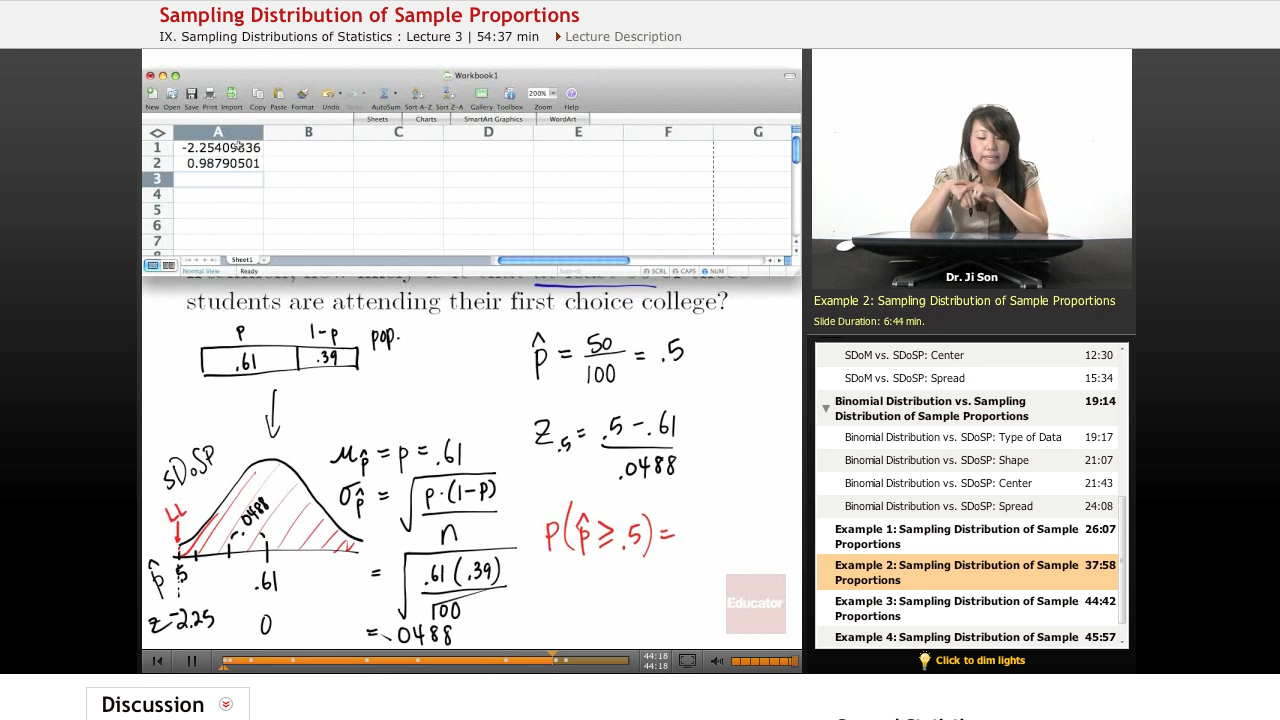 Sampling Distribution of Sample Proportions
IX. Sampling Distributions of Statistics : Lecture 3 | 54:37 min Lecture Description
Workbook1
New Open Save Print Import Copy Paste Format Undo AutoSum Sort A-Z Sort Z-A Gallery Toolbox Zoom Help
200%
Sheets Charts SmartArt Graphics WordArt
A B C D E F G
1 -2.25409836
2 0.98790501
3
4
5
6
7
Sheet1
Normal View Ready Sum=0 SCRL CAPS NUM
students are attending their first choice college?
p 1-p pop.
.61 .39
p̂ = 50/100 = .5
SDoSP
μp̂ = p = .61
σp̂ = √(p·(1-p)/n)
= √(.61(.39)/100)
= .0488
z.5 = .5 - .61/.0488
P(p̂ ≥ .5) =
LL
.0488
p̂ .5 .61
z -2.25 0
Educator
44:18
44:18
Dr. Ji Son
Example 2: Sampling Distribution of Sample Proportions
Slide Duration: 6:44 min.
SDoM vs. SDoSP: Center 12:30
SDoM vs. SDoSP: Spread 15:34
Binomial Distribution vs. Sampling 19:14
Distribution of Sample Proportions
Binomial Distribution vs. SDoSP: Type of Data 19:17
Binomial Distribution vs. SDoSP: Shape 21:07
Binomial Distribution vs. SDoSP: Center 21:43
Binomial Distribution vs. SDoSP: Spread 24:08
Example 1: Sampling Distribution of Sample 26:07
Proportions
Example 2: Sampling Distribution of Sample 37:58
Proportions
Example 3: Sampling Distribution of Sample 44:42
Proportions
Example 4: Sampling Distribution of Sample 45:57
Click to dim lights
Discussion